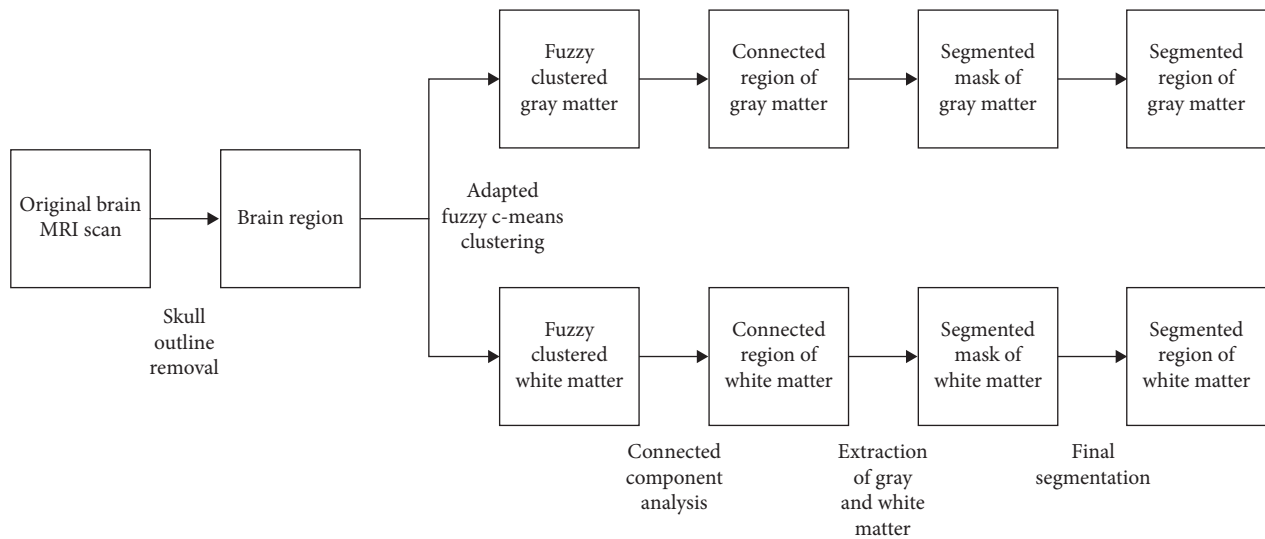 Fuzzy
clustered
gray matter
Connected
region of
gray matter
Segmented
mask of
gray matter
Segmented
region of
gray matter
Original brain
MRI scan
Skull
outline
removal
Brain region
Adapted
fuzzy c-means
clustering
Fuzzy
clustered
white matter
Connected
region of
white matter
Segmented
mask of
white matter
Segmented
region of
white matter
Connected
component
analysis
Extraction
of gray
and white
matter
Final
segmentation